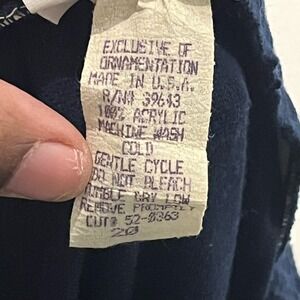 EXCLUSIVE OF
ORNAMENTATION
MADE IN U.S.A.
R/N# 39643
100% ACRYLIC
MACHINE WASH
COLD
GENTLE CYCLE
DO NOT BLEACH
TUMBLE DRY LOW
REMOVE PROMPTLY
CUT# 52-0363
20